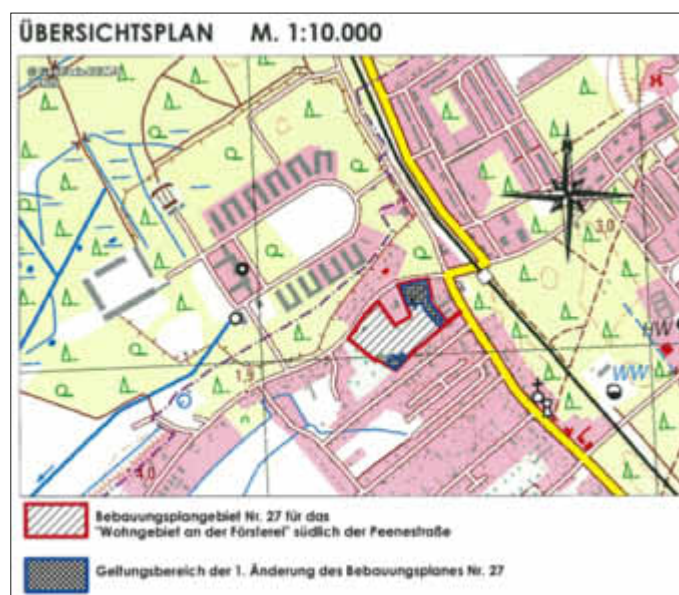 ÜBERSICHTSPLAN M. 1:10.000
N
3,0
HW
WW
1,9
1,0
Bebauungsplangebiet Nr. 27 für das
"Wohngebiet an der Försterei" südlich der Peenestraße
Geltungsbereich der 1. Änderung des Bebauungsplanes Nr. 27